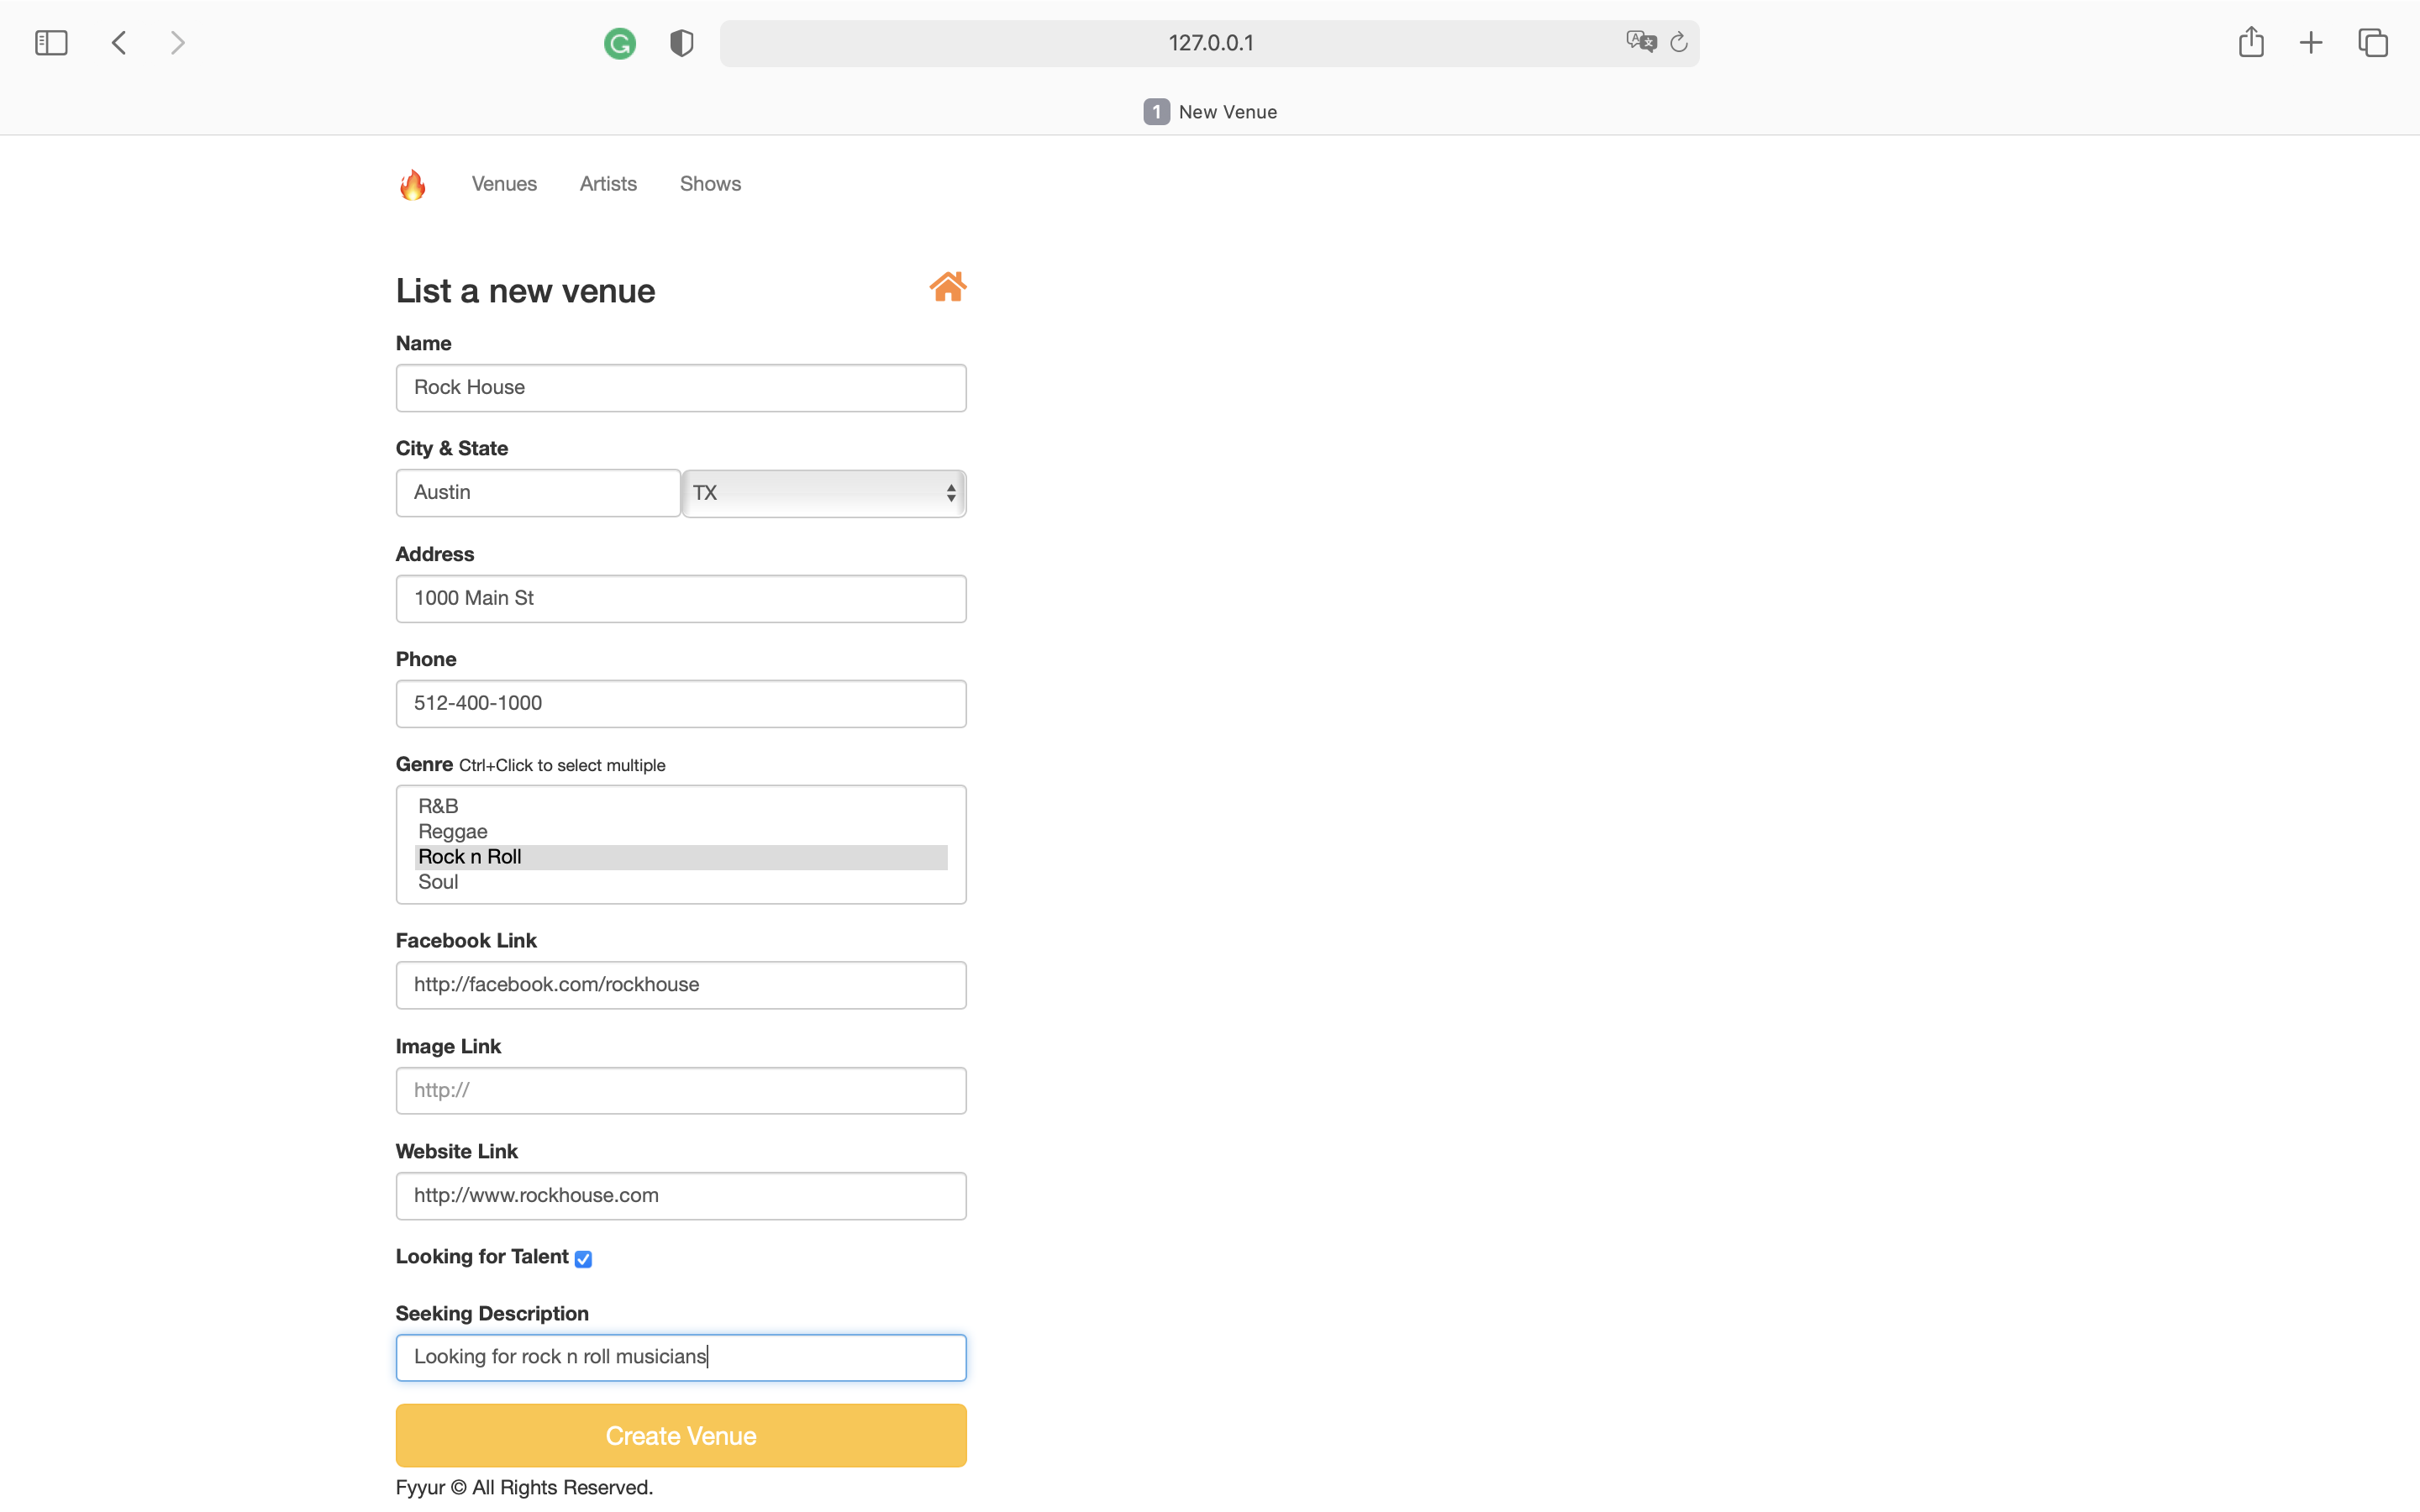 127.0.0.1
1 New Venue
Venues Artists Shows
List a new venue
Name
Rock House
City & State
Austin TX
Address
1000 Main St
Phone
512-400-1000
Genre Ctrl+Click to select multiple
R&B
Reggae
Rock n Roll
Soul
Facebook Link
http://facebook.com/rockhouse
Image Link
http://
Website Link
http://www.rockhouse.com
Looking for Talent
Seeking Description
Looking for rock n roll musicians
Create Venue
Fyyur © All Rights Reserved.